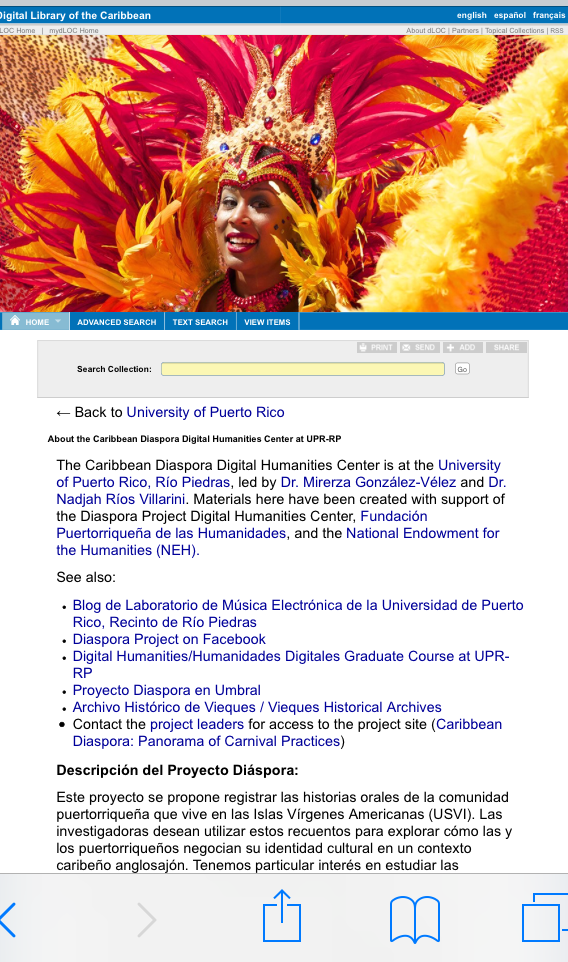 Digital Library of the Caribbean
english español français
dLOC Home | mydLOC Home
About dLOC | Partners | Topical Collections | RSS
HOME ADVANCED SEARCH TEXT SEARCH VIEW ITEMS
PRINT SEND ADD SHARE
Search Collection: Go
← Back to University of Puerto Rico
About the Caribbean Diaspora Digital Humanities Center at UPR-RP
The Caribbean Diaspora Digital Humanities Center is at the University
of Puerto Rico, Río Piedras, led by Dr. Mirerza González-Vélez and Dr.
Nadjah Ríos Villarini. Materials here have been created with support of
the Diaspora Project Digital Humanities Center, Fundación
Puertorriqueña de las Humanidades, and the National Endowment for
the Humanities (NEH).
See also:
• Blog de Laboratorio de Música Electrónica de la Universidad de Puerto
Rico, Recinto de Río Piedras
• Diaspora Project on Facebook
• Digital Humanities/Humanidades Digitales Graduate Course at UPR-
RP
• Proyecto Diaspora en Umbral
• Archivo Histórico de Vieques / Vieques Historical Archives
• Contact the project leaders for access to the project site (Caribbean
Diaspora: Panorama of Carnival Practices)
Descripción del Proyecto Diáspora:
Este proyecto se propone registrar las historias orales de la comunidad
puertorriqueña que vive en las Islas Vírgenes Americanas (USVI). Las
investigadoras desean utilizar estos recuentos para explorar cómo las y
los puertorriqueños negocian su identidad cultural en un contexto
caribeño anglosajón. Tenemos particular interés en estudiar las